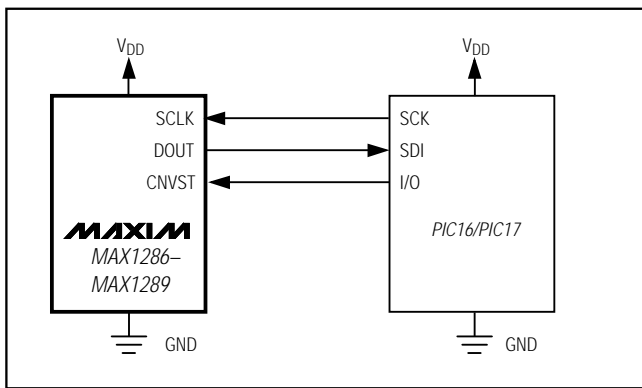 VDD
VDD
SCLK
SCK
DOUT
SDI
CNVST
I/O
MAXIM
MAX1286–
MAX1289
PIC16/PIC17
GND
GND